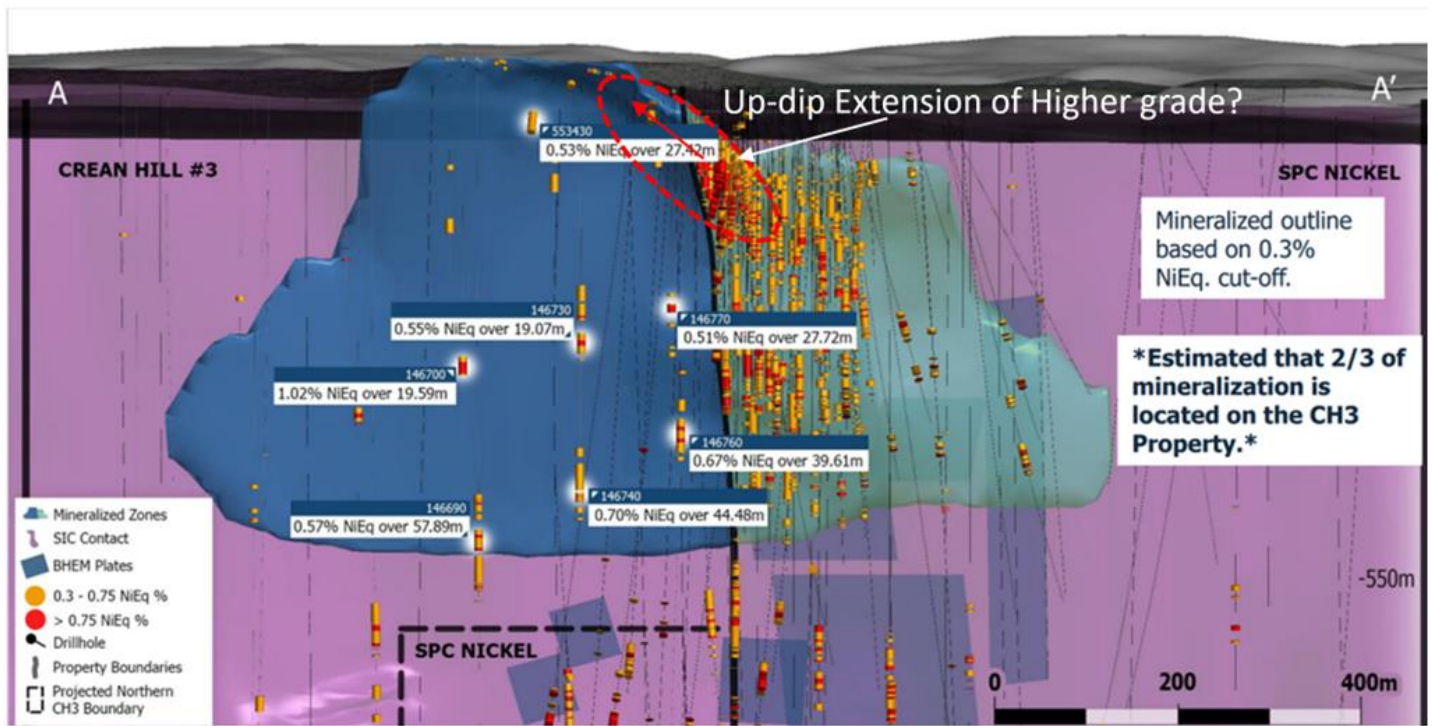 A
Up-dip Extension of Higher grade?
A'
553430
0.53% NiEq over 27.42m
CREAN HILL #3
SPC NICKEL
Mineralized outline
based on 0.3%
NiEq. cut-off.
146730
0.55% NiEq over 19.07m
146770
0.51% NiEq over 27.72m
146700
1.02% NiEq over 19.59m
*Estimated that 2/3 of
mineralization is
located on the CH3
Property.*
146760
0.67% NiEq over 39.61m
146690
0.57% NiEq over 57.89m
146740
0.70% NiEq over 44.48m
-550m
Mineralized Zones
SIC Contact
BHEM Plates
0.3 - 0.75 NiEq %
> 0.75 NiEq %
Drillhole
Property Boundaries
Projected Northern
CH3 Boundary
SPC NICKEL
0
200
400m